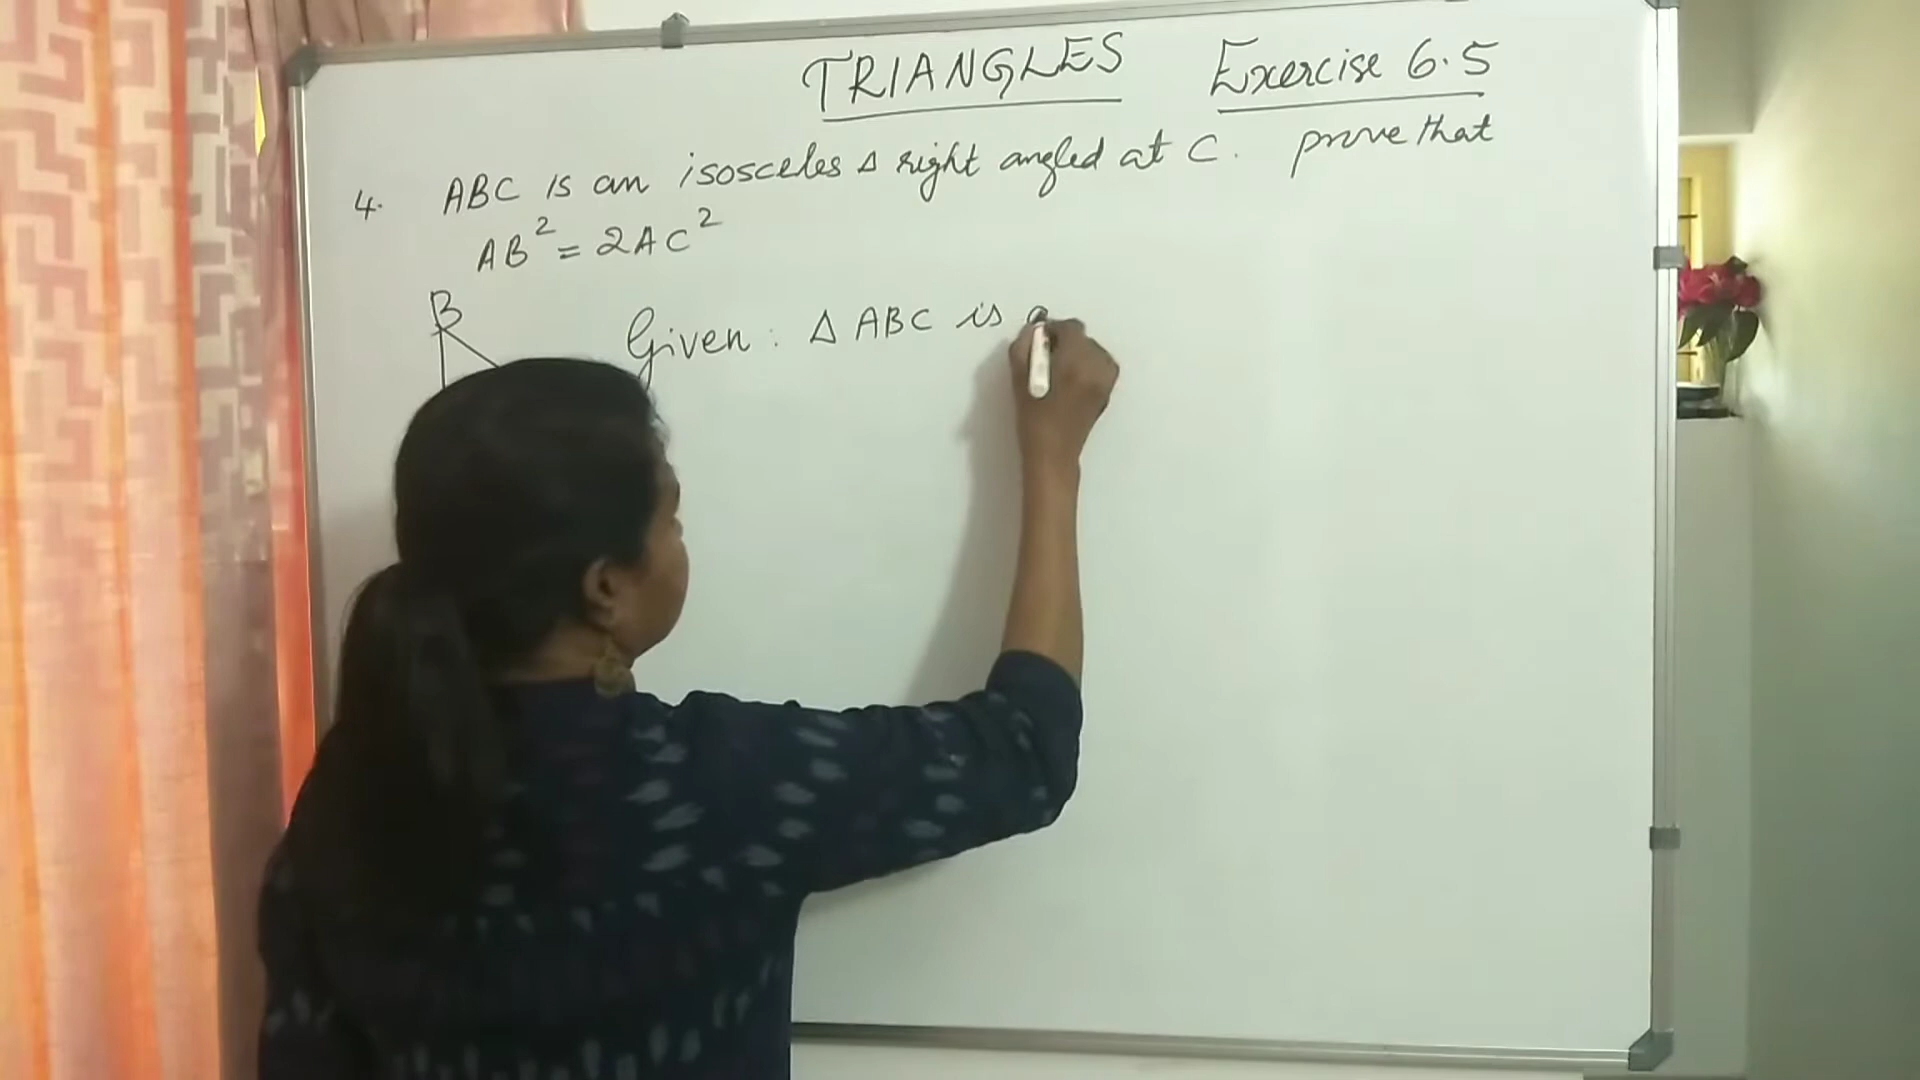 TRIANGLES Exercise 6.5
4. ABC is an isosceles Δ right angled at C. prove that
AB² = 2AC²
B
Given : Δ ABC is